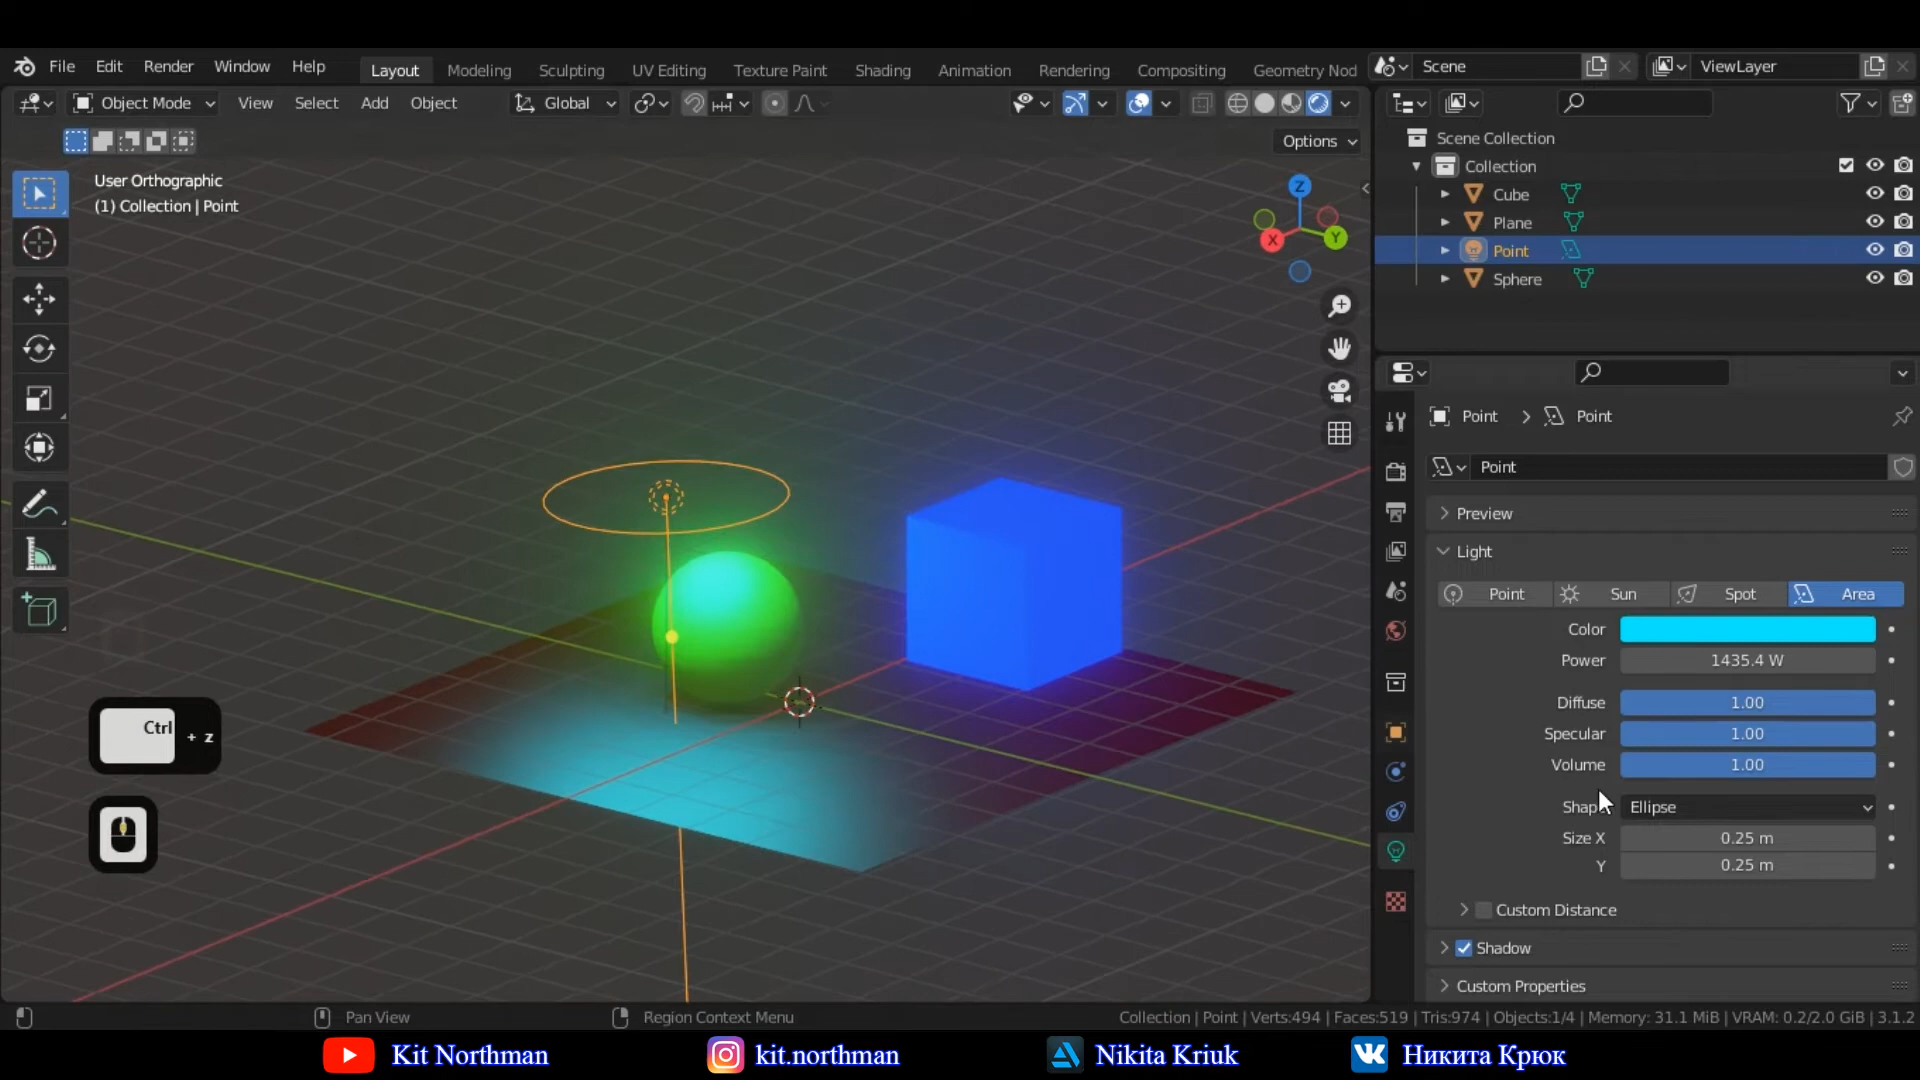 File Edit Render Window Help Layout Modeling Sculpting UV Editing Texture Paint Shading Animation Rendering Compositing Geometry Nod Scene ViewLayer
Object Mode View Select Add Object Global
Options
User Orthographic
(1) Collection | Point
Z
X
Y
Scene Collection
Collection
Cube
Plane
Point
Sphere
Point > Point
Point
Preview
Light
Point Sun Spot Area
Color
Power 1435.4 W
Diffuse 1.00
Specular 1.00
Volume 1.00
Shape Ellipse
Size X 0.25 m
Y 0.25 m
Custom Distance
Shadow
Custom Properties
Ctrl + z
Pan View Region Context Menu Collection | Point | Verts:494 | Faces:519 | Tris:974 | Objects:1/4 | Memory: 31.1 MiB | VRAM: 0.2/2.0 GiB | 3.1.2
Kit Northman kit.northman Nikita Kriuk Никита Крюк